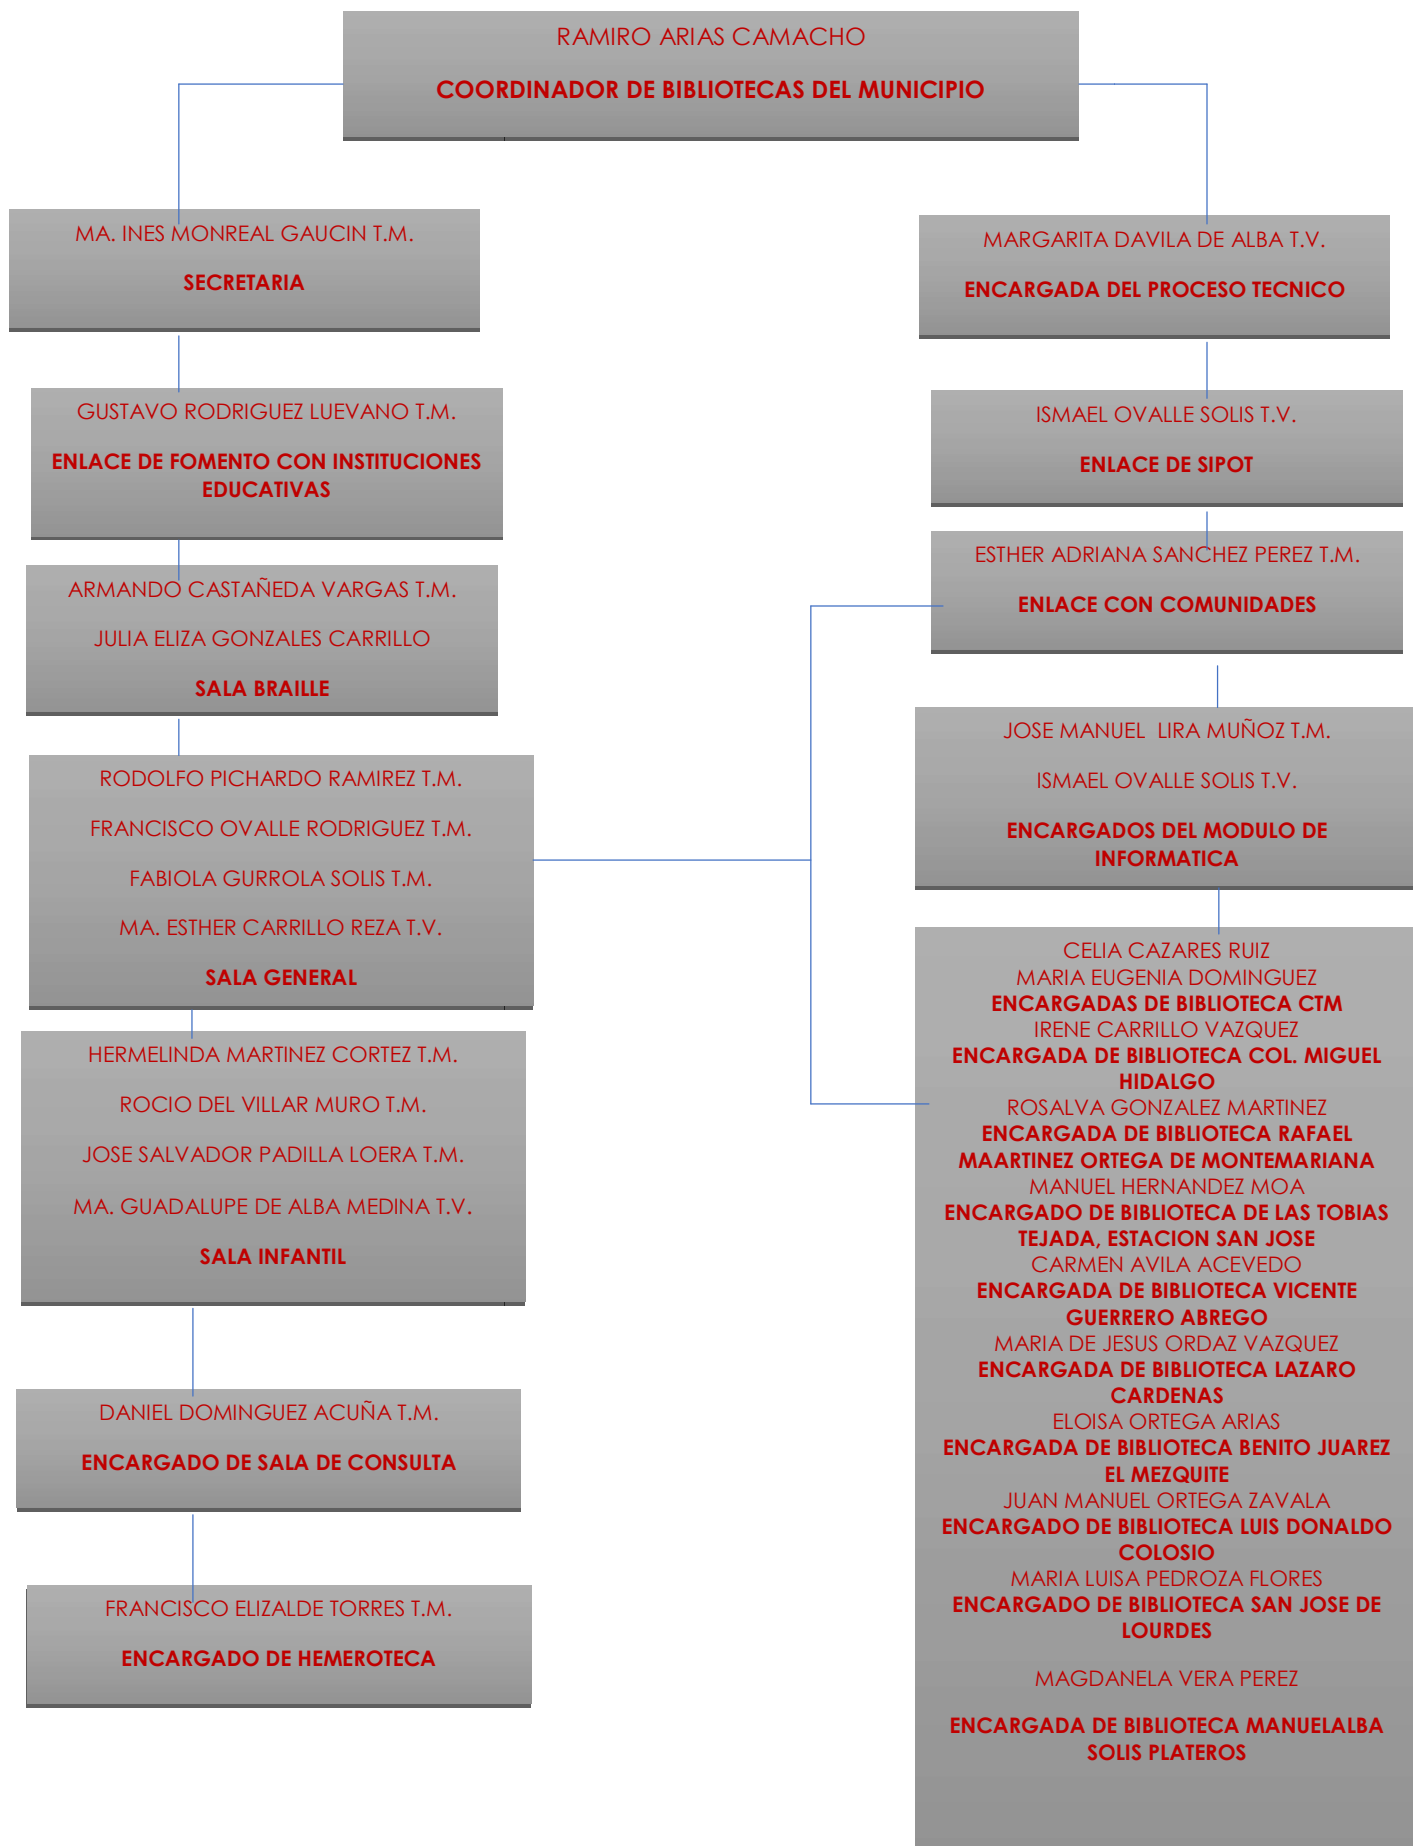 RAMIRO ARIAS CAMACHO
COORDINADOR DE BIBLIOTECAS DEL MUNICIPIO
MA. INES MONREAL GAUCIN T.M.
SECRETARIA
GUSTAVO RODRIGUEZ LUEVANO T.M.
ENLACE DE FOMENTO CON INSTITUCIONES
EDUCATIVAS
ARMANDO CASTAÑEDA VARGAS T.M.
JULIA ELIZA GONZALES CARRILLO
SALA BRAILLE
RODOLFO PICHARDO RAMIREZ T.M.
FRANCISCO OVALLE RODRIGUEZ T.M.
FABIOLA GURROLA SOLIS T.M.
MA. ESTHER CARRILLO REZA T.V.
SALA GENERAL
HERMELINDA MARTINEZ CORTEZ T.M.
ROCIO DEL VILLAR MURO T.M.
JOSE SALVADOR PADILLA LOERA T.M.
MA. GUADALUPE DE ALBA MEDINA T.V.
SALA INFANTIL
DANIEL DOMINGUEZ ACUÑA T.M.
ENCARGADO DE SALA DE CONSULTA
FRANCISCO ELIZALDE TORRES T.M.
ENCARGADO DE HEMEROTECA
MARGARITA DAVILA DE ALBA T.V.
ENCARGADA DEL PROCESO TECNICO
ISMAEL OVALLE SOLIS T.V.
ENLACE DE SIPOT
ESTHER ADRIANA SANCHEZ PEREZ T.M.
ENLACE CON COMUNIDADES
JOSE MANUEL  LIRA MUÑOZ T.M.
ISMAEL OVALLE SOLIS T.V.
ENCARGADOS DEL MODULO DE
INFORMATICA
CELIA CAZARES RUIZ
MARIA EUGENIA DOMINGUEZ
ENCARGADAS DE BIBLIOTECA CTM
IRENE CARRILLO VAZQUEZ
ENCARGADA DE BIBLIOTECA COL. MIGUEL
HIDALGO
ROSALVA GONZALEZ MARTINEZ
ENCARGADA DE BIBLIOTECA RAFAEL
MAARTINEZ ORTEGA DE MONTEMARIANA
MANUEL HERNANDEZ MOA
ENCARGADO DE BIBLIOTECA DE LAS TOBIAS
TEJADA, ESTACION SAN JOSE
CARMEN AVILA ACEVEDO
ENCARGADA DE BIBLIOTECA VICENTE
GUERRERO ABREGO
MARIA DE JESUS ORDAZ VAZQUEZ
ENCARGADA DE BIBLIOTECA LAZARO
CARDENAS
ELOISA ORTEGA ARIAS
ENCARGADA DE BIBLIOTECA BENITO JUAREZ
EL MEZQUITE
JUAN MANUEL ORTEGA ZAVALA
ENCARGADO DE BIBLIOTECA LUIS DONALDO
COLOSIO
MARIA LUISA PEDROZA FLORES
ENCARGADO DE BIBLIOTECA SAN JOSE DE
LOURDES
MAGDANELA VERA PEREZ
ENCARGADA DE BIBLIOTECA MANUELALBA
SOLIS PLATEROS